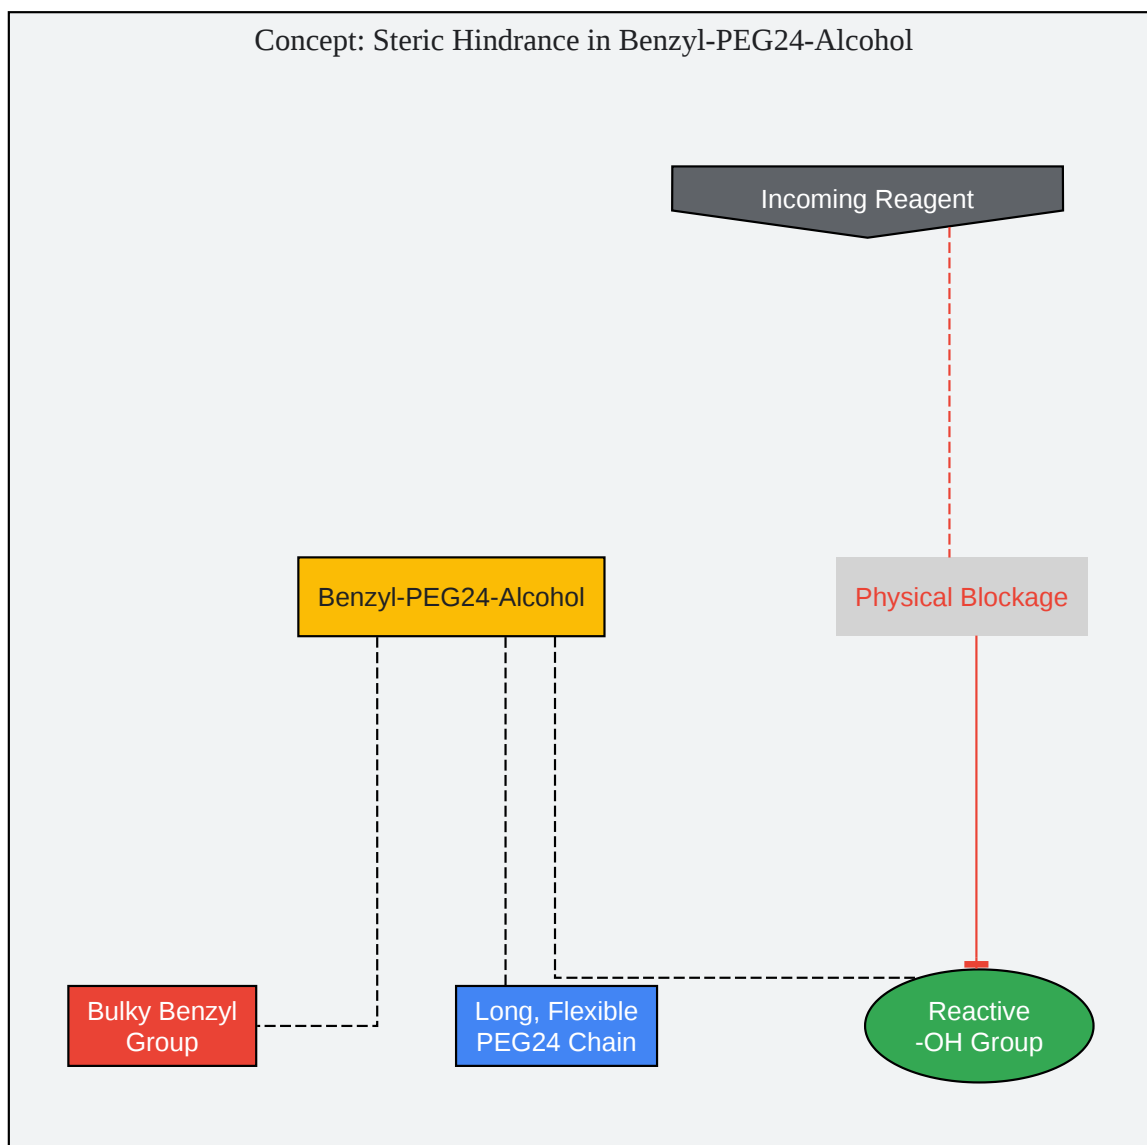 Concept: Steric Hindrance in Benzyl-PEG24-Alcohol
Incoming Reagent
Benzyl-PEG24-Alcohol
Physical Blockage
Bulky Benzyl
Group
Long, Flexible
PEG24 Chain
Reactive
-OH Group